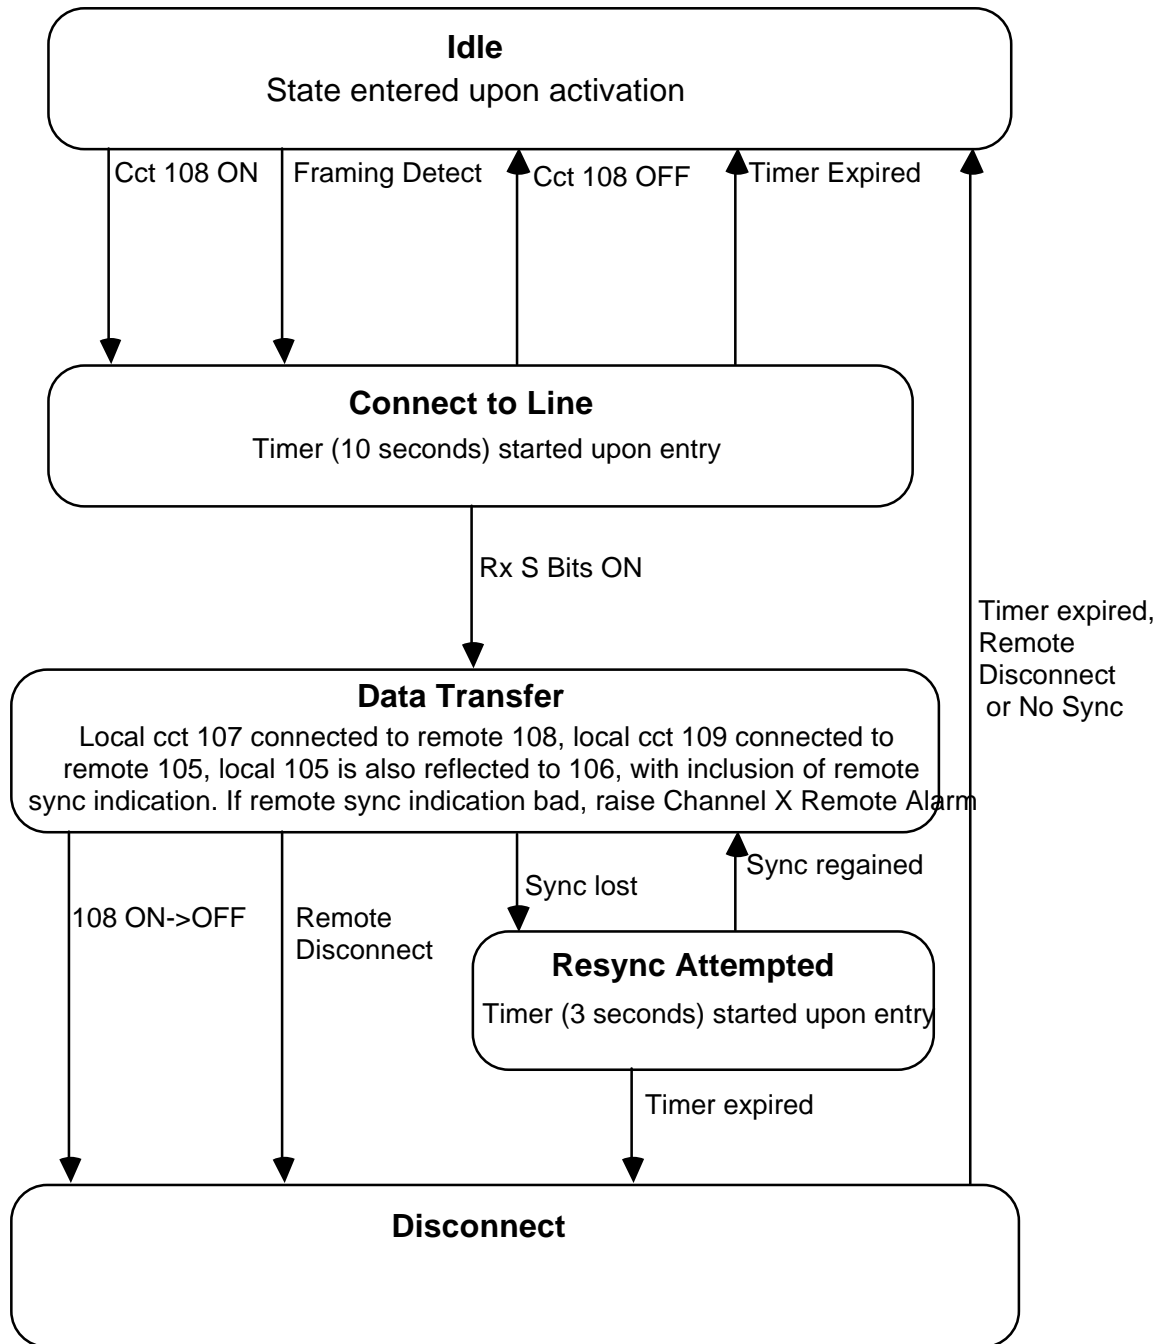 Idle
State entered upon activation
Cct 108 ON
Framing Detect
Cct 108 OFF
Timer Expired
Connect to Line
Timer (10 seconds) started upon entry
Rx S Bits ON
Timer expired,
Remote
Disconnect
or No Sync
Data Transfer
Local cct 107 connected to remote 108, local cct 109 connected to
remote 105, local 105 is also reflected to 106, with inclusion of remote
sync indication. If remote sync indication bad, raise Channel X Remote Alarm
108 ON->OFF
Remote
Disconnect
Sync lost
Sync regained
Resync Attempted
Timer (3 seconds) started upon entry
Timer expired
Disconnect